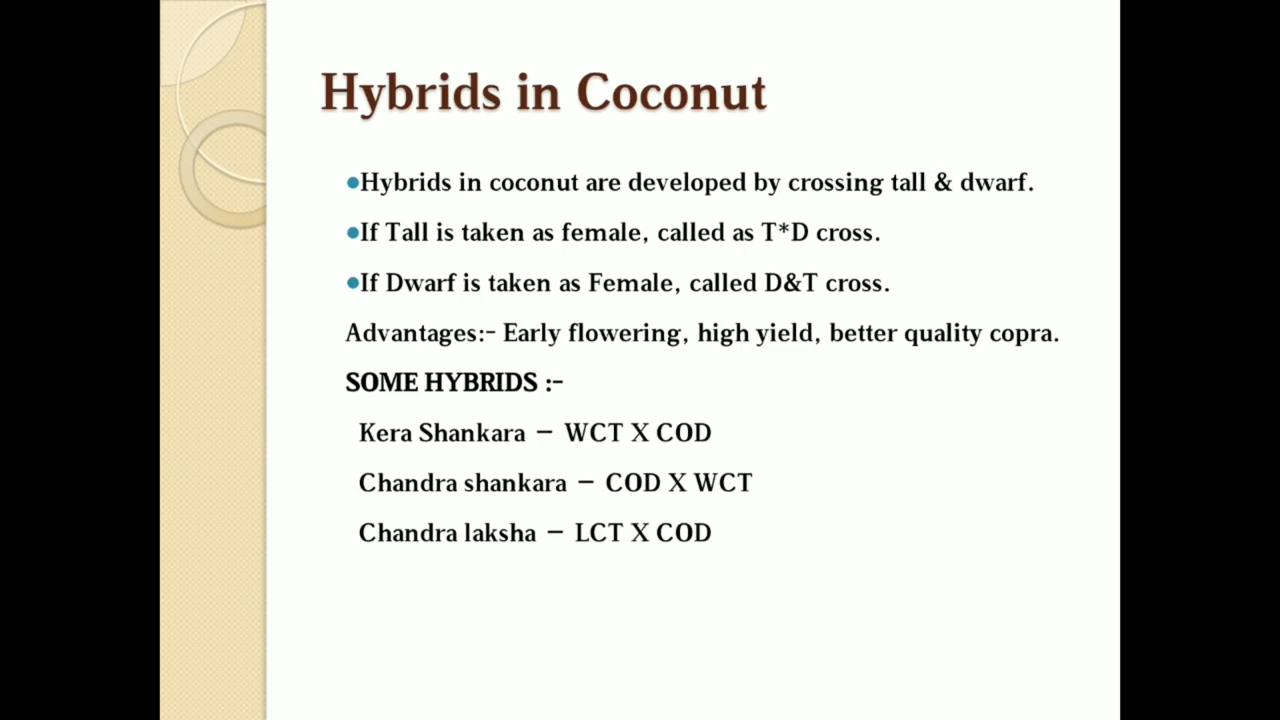 Hybrids in Coconut
•Hybrids in coconut are developed by crossing tall & dwarf.
•If Tall is taken as female, called as T*D cross.
•If Dwarf is taken as Female, called D&T cross.
Advantages:- Early flowering, high yield, better quality copra.
SOME HYBRIDS :-
Kera Shankara – WCT X COD
Chandra shankara – COD X WCT
Chandra laksha – LCT X COD